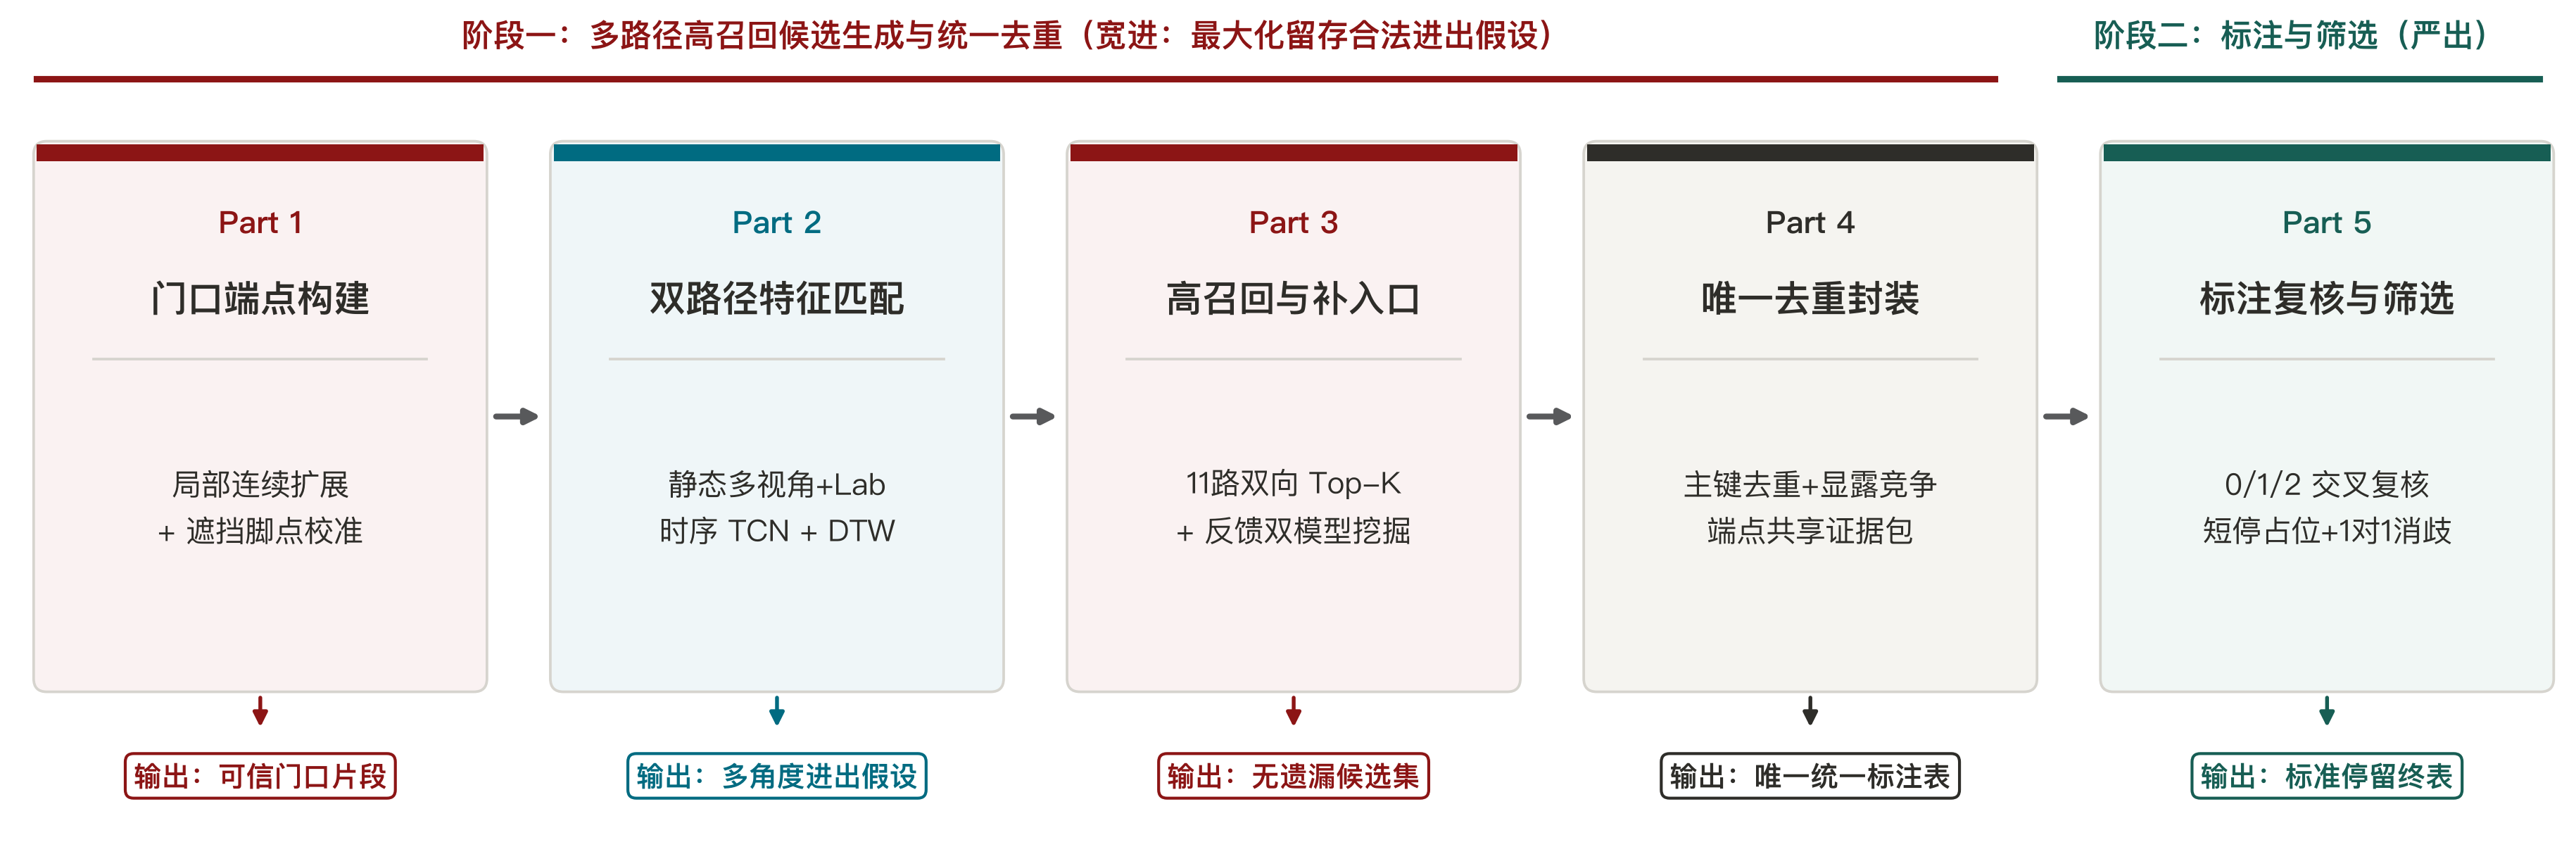 阶段一：多路径高召回候选生成与统一去重（宽进：最大化留存合法进出假设）
阶段二：标注与筛选（严出）
Part 1
门口端点构建
局部连续扩展
+ 遮挡脚点校准
输出：可信门口片段
Part 2
双路径特征匹配
静态多视角+Lab
时序 TCN + DTW
输出：多角度进出假设
Part 3
高召回与补入口
11路双向 Top-K
+ 反馈双模型挖掘
输出：无遗漏候选集
Part 4
唯一去重封装
主键去重+显露竞争
端点共享证据包
输出：唯一统一标注表
Part 5
标注复核与筛选
0/1/2 交叉复核
短停占位+1对1消歧
输出：标准停留终表